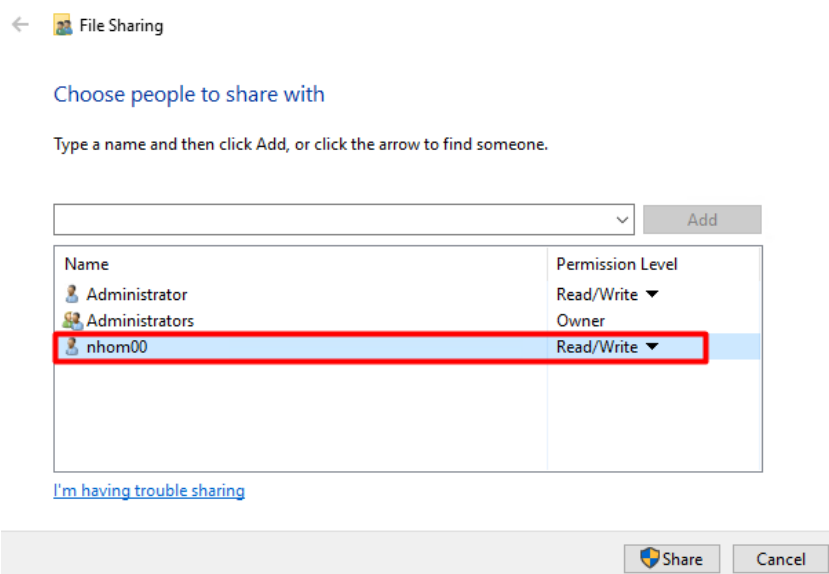 File Sharing
Choose people to share with
Type a name and then click Add, or click the arrow to find someone.
Add
Name Permission Level
Administrator Read/Write
Administrators Owner
nhom00 Read/Write
I'm having trouble sharing
Share Cancel